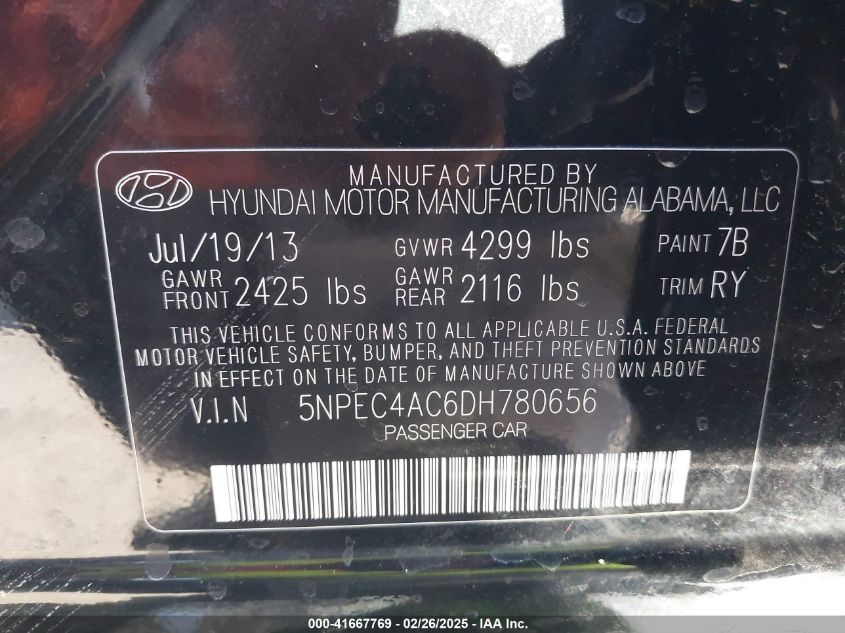 MANUFACTURED BY
HYUNDAI MOTOR MANUFACTURING ALABAMA, LLC
Jul/19/13 GVWR 4299 lbs PAINT 7B
GAWR FRONT 2425 lbs GAWR REAR 2116 lbs TRIM RY
THIS VEHICLE CONFORMS TO ALL APPLICABLE U.S.A. FEDERAL
MOTOR VEHICLE SAFETY, BUMPER, AND THEFT PREVENTION STANDARDS
IN EFFECT ON THE DATE OF MANUFACTURE SHOWN ABOVE
V.I.N 5NPEC4AC6DH780656
PASSENGER CAR
000-41667769 - 02/26/2025 - IAA Inc.